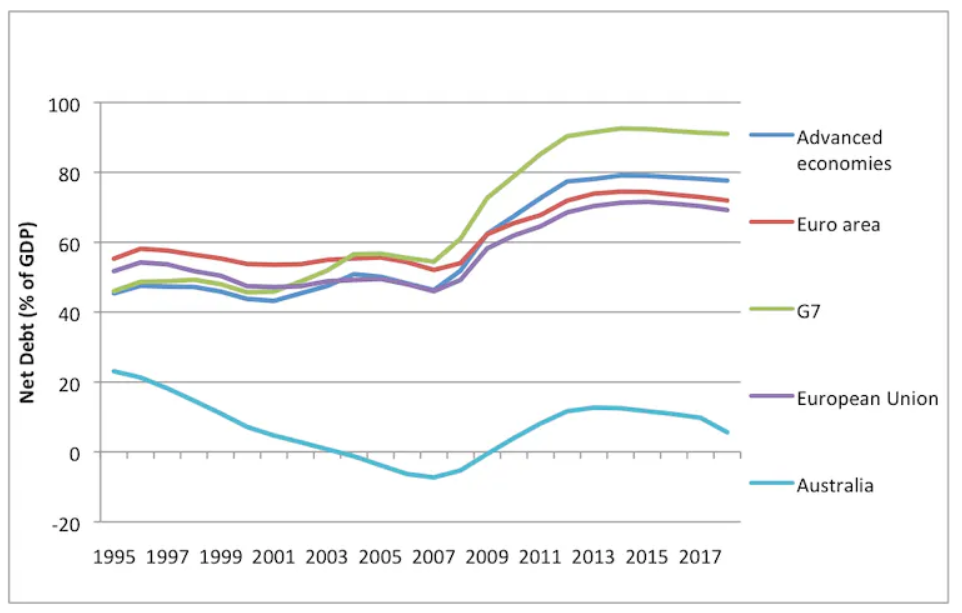 100
80
60
40
20
0
-20
Net Debt (% of GDP)
1995 1997 1999 2001 2003 2005 2007 2009 2011 2013 2015 2017
Advanced
economies
Euro area
G7
European Union
Australia